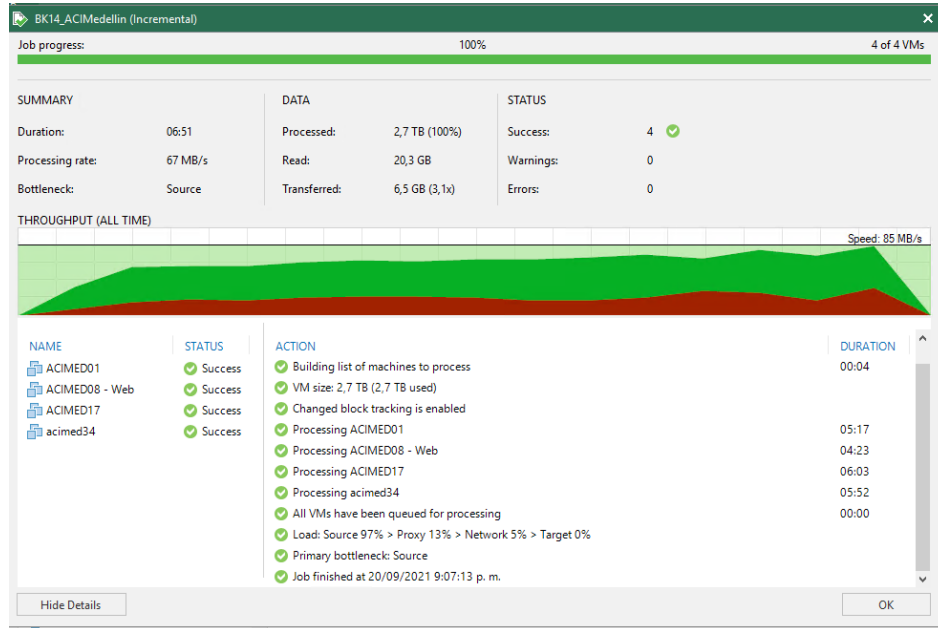 BK14_ACIMedellin (Incremental)
Job progress: 100% 4 of 4 VMs
SUMMARY DATA STATUS
Duration: 06:51 Processed: 2,7 TB (100%) Success: 4
Processing rate: 67 MB/s Read: 20,3 GB Warnings: 0
Bottleneck: Source Transferred: 6,5 GB (3,1x) Errors: 0
THROUGHPUT (ALL TIME)
Speed: 85 MB/s
NAME STATUS ACTION DURATION
ACIMED01 Success Building list of machines to process 00:04
ACIMED08 - Web Success VM size: 2,7 TB (2,7 TB used)
ACIMED17 Success Changed block tracking is enabled
acimed34 Success Processing ACIMED01 05:17
Processing ACIMED08 - Web 04:23
Processing ACIMED17 06:03
Processing acimed34 05:52
All VMs have been queued for processing 00:00
Load: Source 97% > Proxy 13% > Network 5% > Target 0%
Primary bottleneck: Source
Job finished at 20/09/2021 9:07:13 p. m.
Hide Details OK